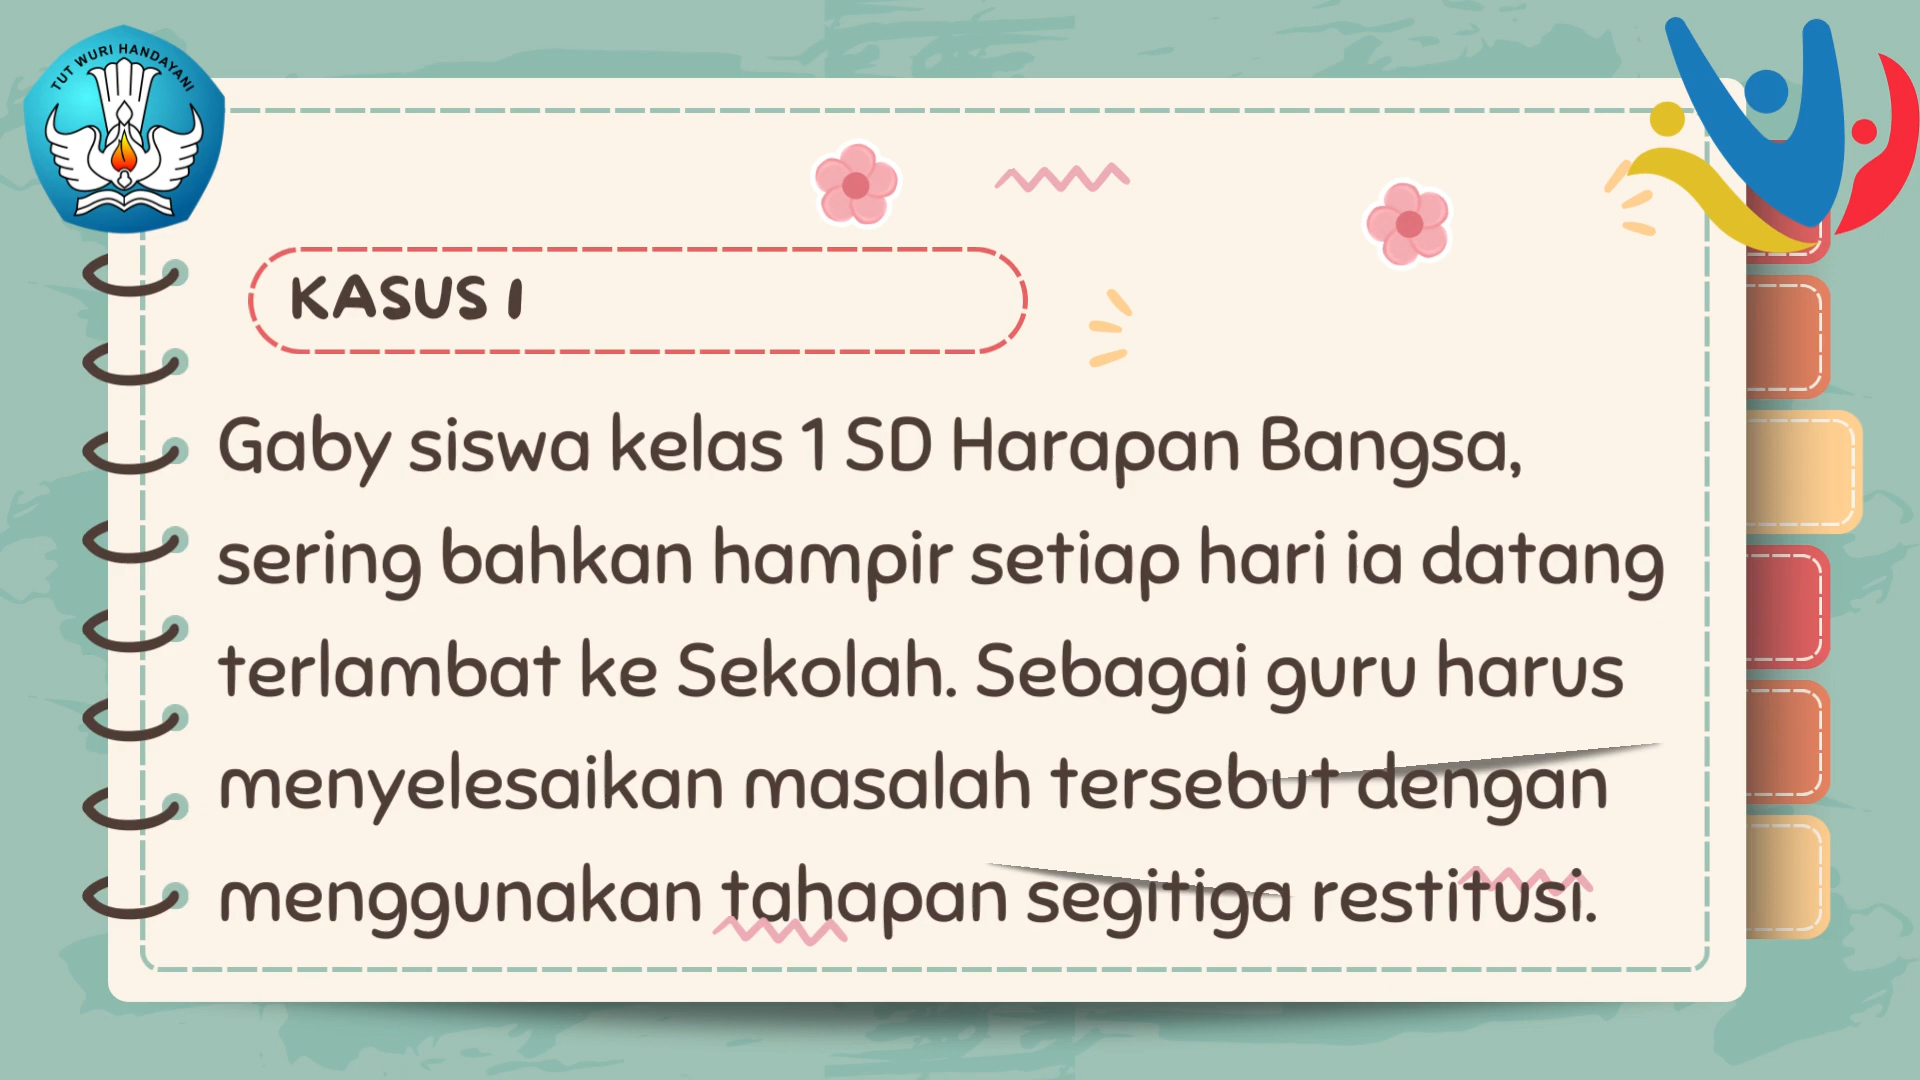 TUT WURI HANDAYANI
KASUS 1
Gaby siswa kelas 1 SD Harapan Bangsa,
sering bahkan hampir setiap hari ia datang
terlambat ke Sekolah. Sebagai guru harus
menyelesaikan masalah tersebut dengan
menggunakan tahapan segitiga restitusi.